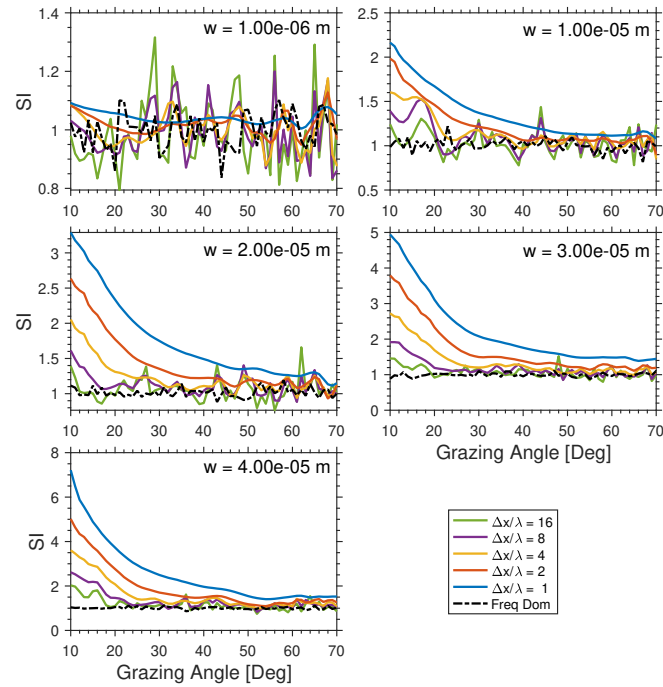 w = 1.00e-06 m
w = 1.00e-05 m
SI
1.4
1.2
1
0.8
2.5
2
1.5
1
0.5
10 20 30 40 50 60 70
10 20 30 40 50 60 70
w = 2.00e-05 m
w = 3.00e-05 m
SI
3
2.5
2
1.5
1
5
4
3
2
1
0
10 20 30 40 50 60 70
10 20 30 40 50 60 70
Grazing Angle [Deg]
w = 4.00e-05 m
SI
8
6
4
2
0
10 20 30 40 50 60 70
Grazing Angle [Deg]
Δx/λ = 16
Δx/λ = 8
Δx/λ = 4
Δx/λ = 2
Δx/λ = 1
Freq Dom